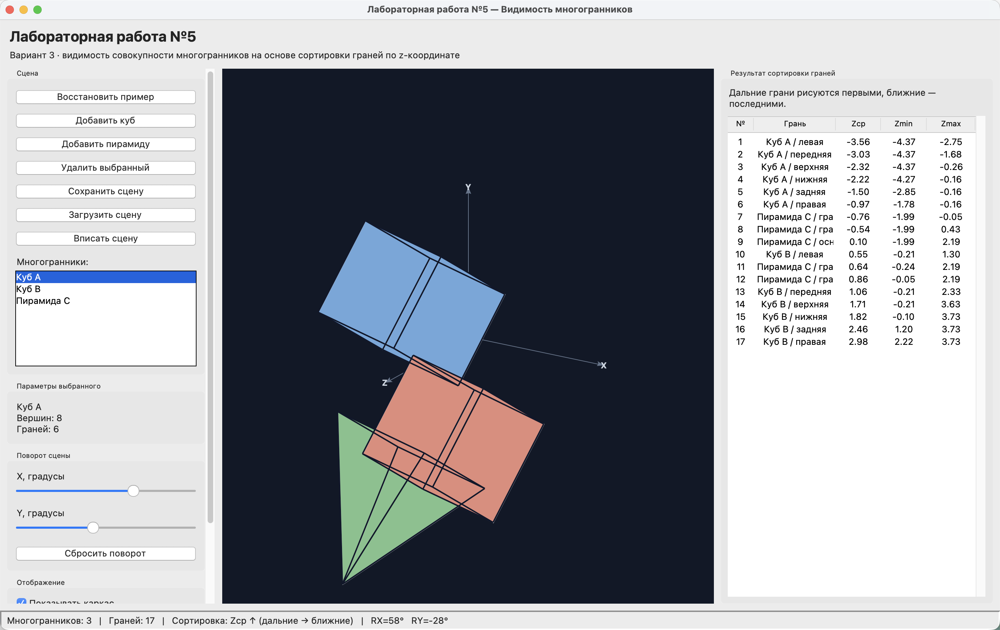 Лабораторная работа №5 — Видимость многогранников
Лабораторная работа №5
Вариант 3 · видимость совокупности многогранников на основе сортировки граней по z-координате
Сцена
Восстановить пример
Добавить куб
Добавить пирамиду
Удалить выбранный
Сохранить сцену
Загрузить сцену
Вписать сцену
Многогранники:
Куб A
Куб B
Пирамида C
Параметры выбранного
Куб A
Вершин: 8
Граней: 6
Поворот сцены
X, градусы
Y, градусы
Сбросить поворот
Отображение
Показывать каркас
Y
X
Z
Результат сортировки граней
Дальние грани рисуются первыми, ближние —
последними.
№ Грань Zср Zmin Zmax
1 Куб A / левая -3.56 -4.37 -2.75
2 Куб A / передняя -3.03 -4.37 -1.68
3 Куб A / верхняя -2.32 -4.37 -0.26
4 Куб A / нижняя -2.22 -4.27 -0.16
5 Куб A / задняя -1.50 -2.85 -0.16
6 Куб A / правая -0.97 -1.78 -0.16
7 Пирамида C / гра -0.76 -1.99 -0.05
8 Пирамида C / гра -0.54 -1.99 0.43
9 Пирамида C / осн 0.10 -1.99 2.19
10 Куб B / левая 0.55 -0.21 1.30
11 Пирамида C / гра 0.64 -0.24 2.19
12 Пирамида C / гра 0.86 -0.05 2.19
13 Куб B / передняя 1.06 -0.21 2.33
14 Куб B / верхняя 1.71 -0.21 3.63
15 Куб B / нижняя 1.82 -0.10 3.73
16 Куб B / задняя 2.46 1.20 3.73
17 Куб B / правая 2.98 2.22 3.73
Многогранников: 3 | Граней: 17 | Сортировка: Zср ↑ (дальние → ближние) | RX=58° RY=-28°